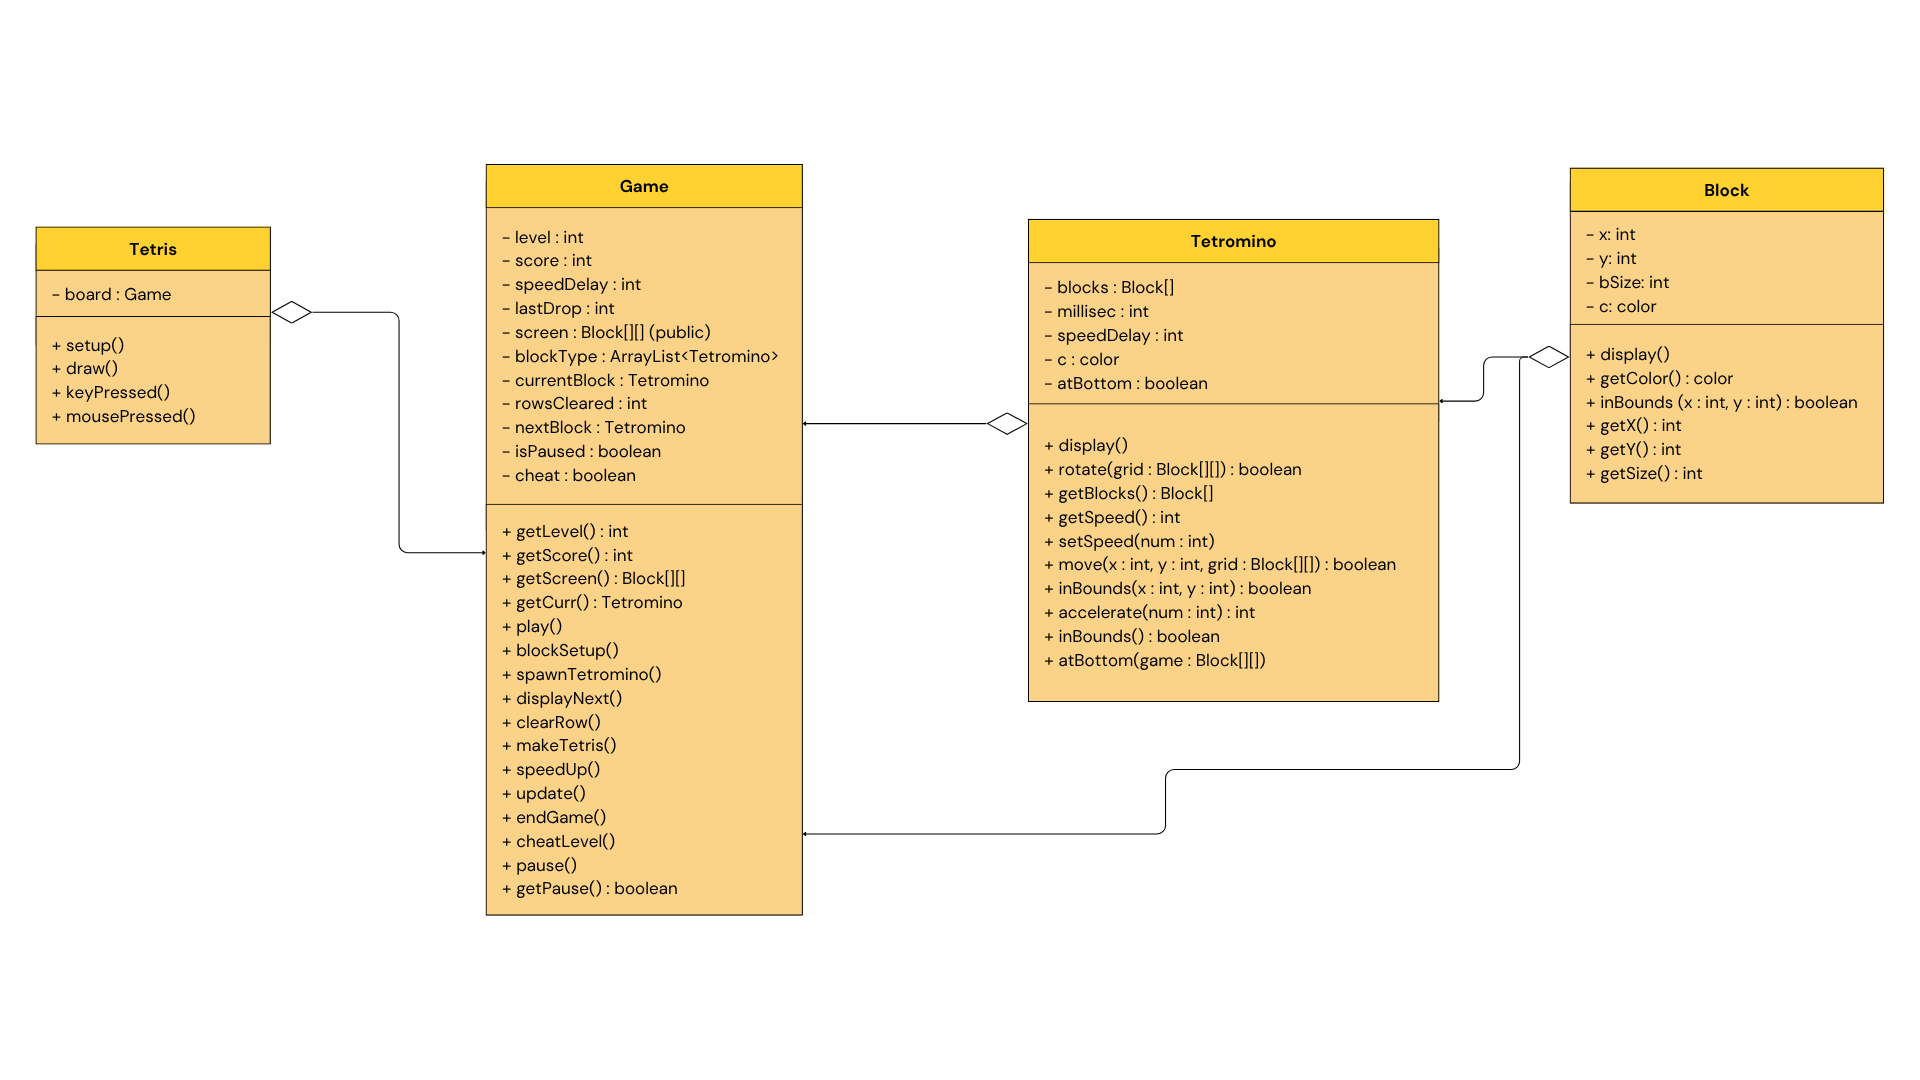 Tetris
- board : Game
+ setup()
+ draw()
+ keyPressed()
+ mousePressed()
Game
- level : int
- score : int
- speedDelay : int
- lastDrop : int
- screen : Block[][] (public)
- blockType : ArrayList<Tetromino>
- currentBlock : Tetromino
- rowsCleared : int
- nextBlock : Tetromino
- isPaused : boolean
- cheat : boolean
+ getLevel() : int
+ getScore() : int
+ getScreen() : Block[][]
+ getCurr() : Tetromino
+ play()
+ blockSetup()
+ spawnTetromino()
+ displayNext()
+ clearRow()
+ makeTetris()
+ speedUp()
+ update()
+ endGame()
+ cheatLevel()
+ pause()
+ getPause() : boolean
Tetromino
- blocks : Block[]
- millisec : int
- speedDelay : int
- c : color
- atBottom : boolean
+ display()
+ rotate(grid : Block[][]) : boolean
+ getBlocks() : Block[]
+ getSpeed() : int
+ setSpeed(num : int)
+ move(x : int, y : int, grid : Block[][]) : boolean
+ inBounds(x : int, y : int) : boolean
+ accelerate(num : int) : int
+ inBounds() : boolean
+ atBottom(game : Block[][])
Block
- x: int
- y: int
- bSize: int
- c: color
+ display()
+ getColor() : color
+ inBounds (x : int, y : int) : boolean
+ getX() : int
+ getY() : int
+ getSize() : int